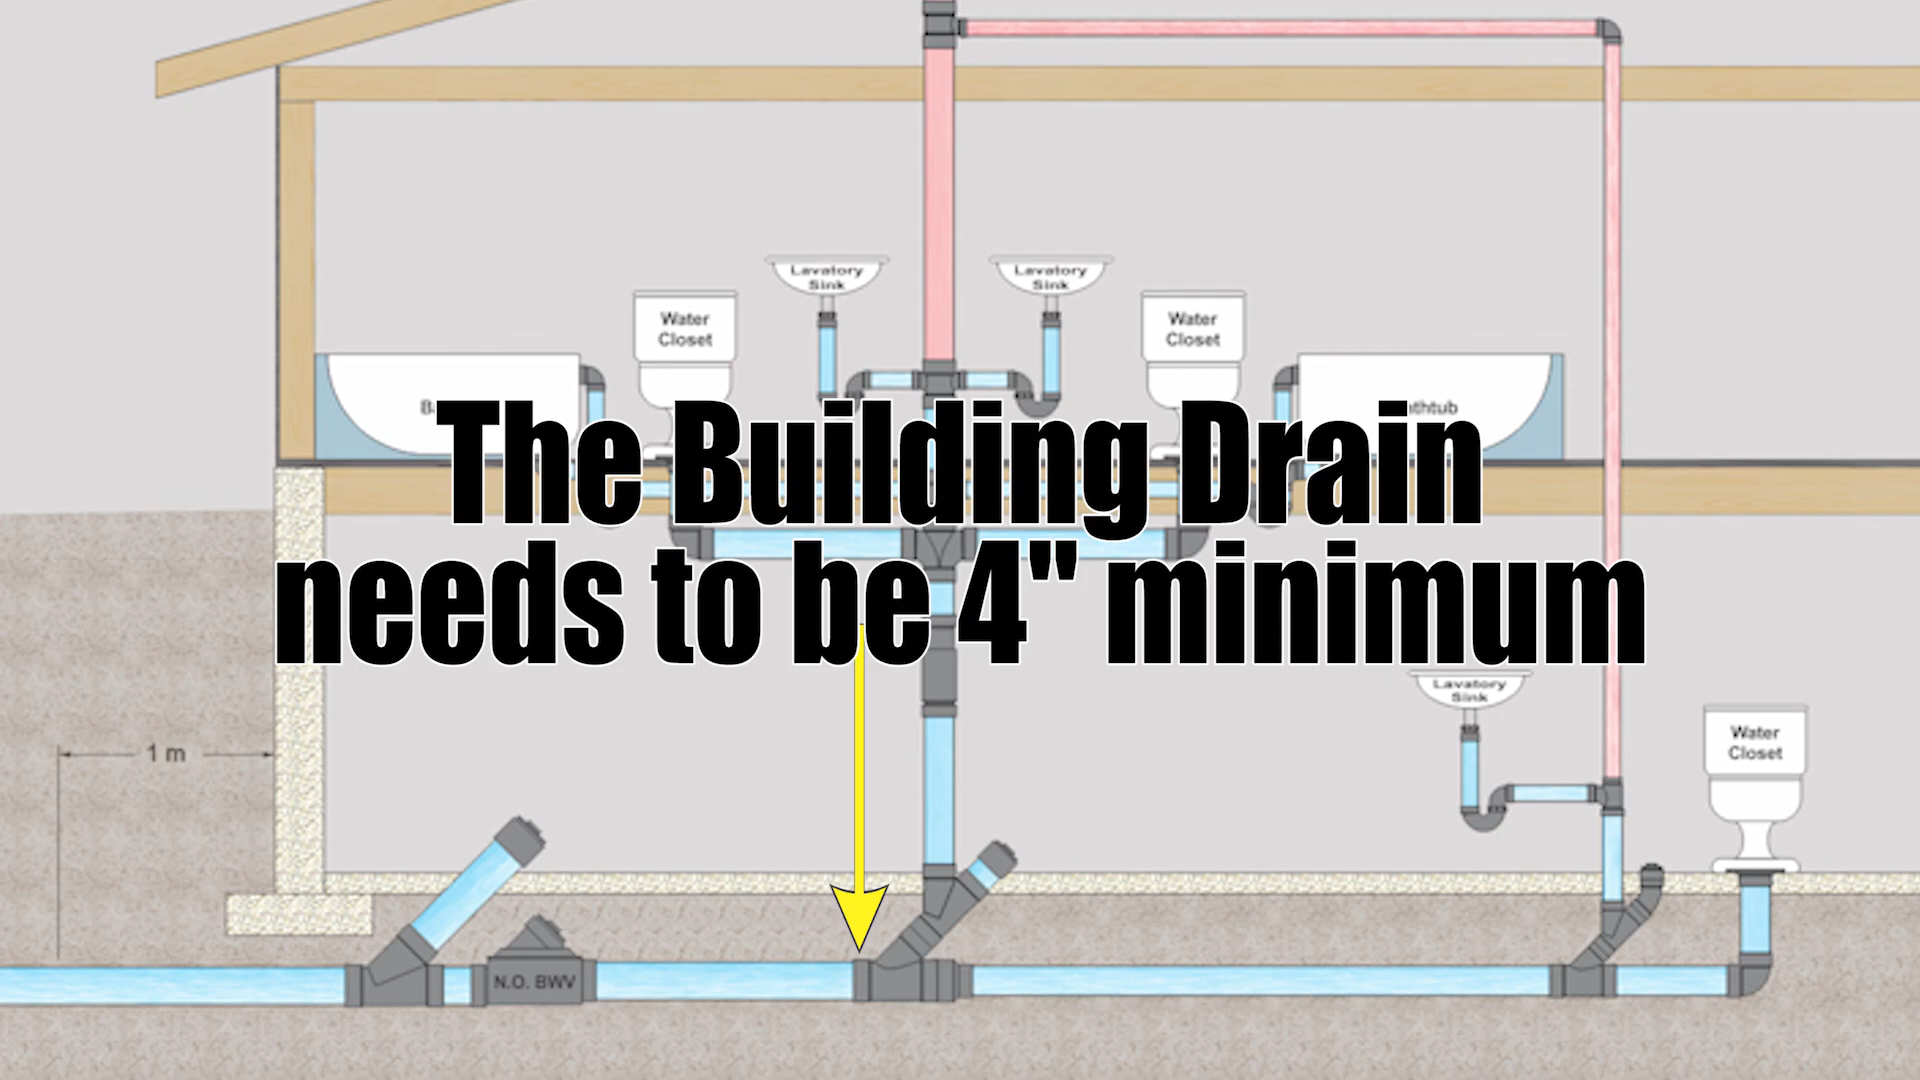 Lavatory
Sink
Lavatory
Sink
Water
Closet
Water
Closet
The Building Drain
needs to be 4" minimum
Lavatory
Sink
1 m
Water
Closet
N.O. BWV